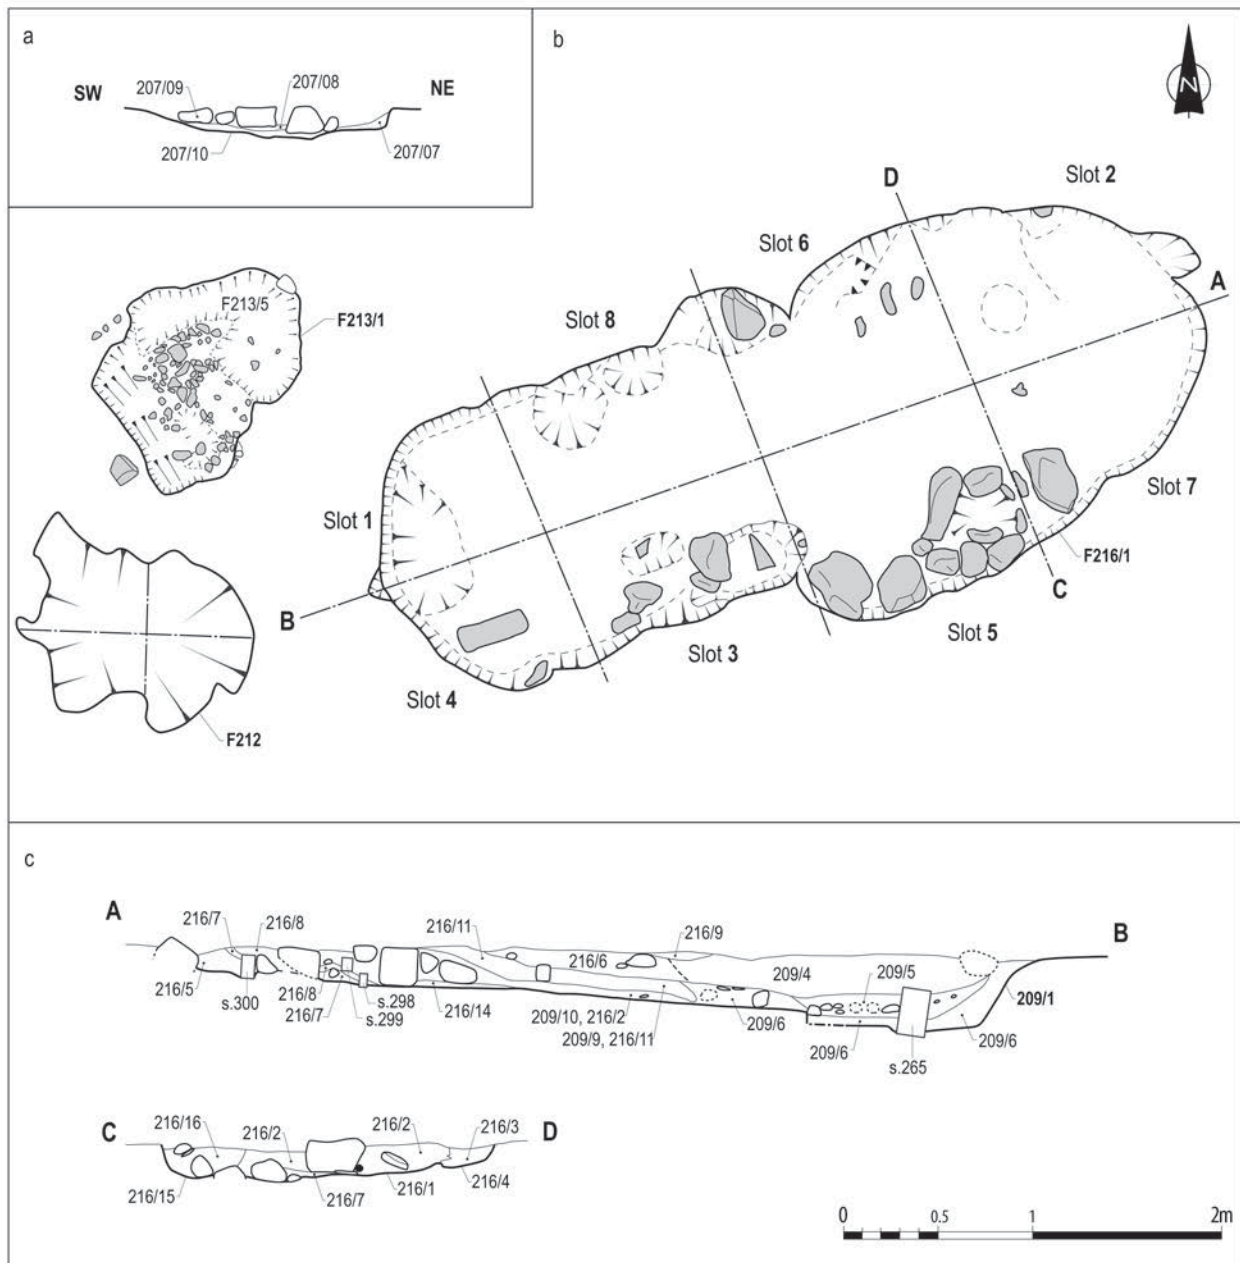 a
207/09
207/08
SW
NE
207/10
207/07
b
N
D
Slot 2
Slot 6
A
F213/5
F213/1
Slot 8
Slot 1
Slot 7
F216/1
B
C
Slot 3
Slot 5
Slot 4
F212
c
A
216/7
216/8
216/11
216/9
B
216/6
209/4
209/5
209/1
216/5
s.300
216/8
s.298
216/7
s.299
216/14
209/10, 216/2
209/9, 216/11
209/6
209/6
209/6
s.265
C
216/16
216/2
216/2
216/3
D
216/15
216/7
216/1
216/4
0 0.5 1 2m